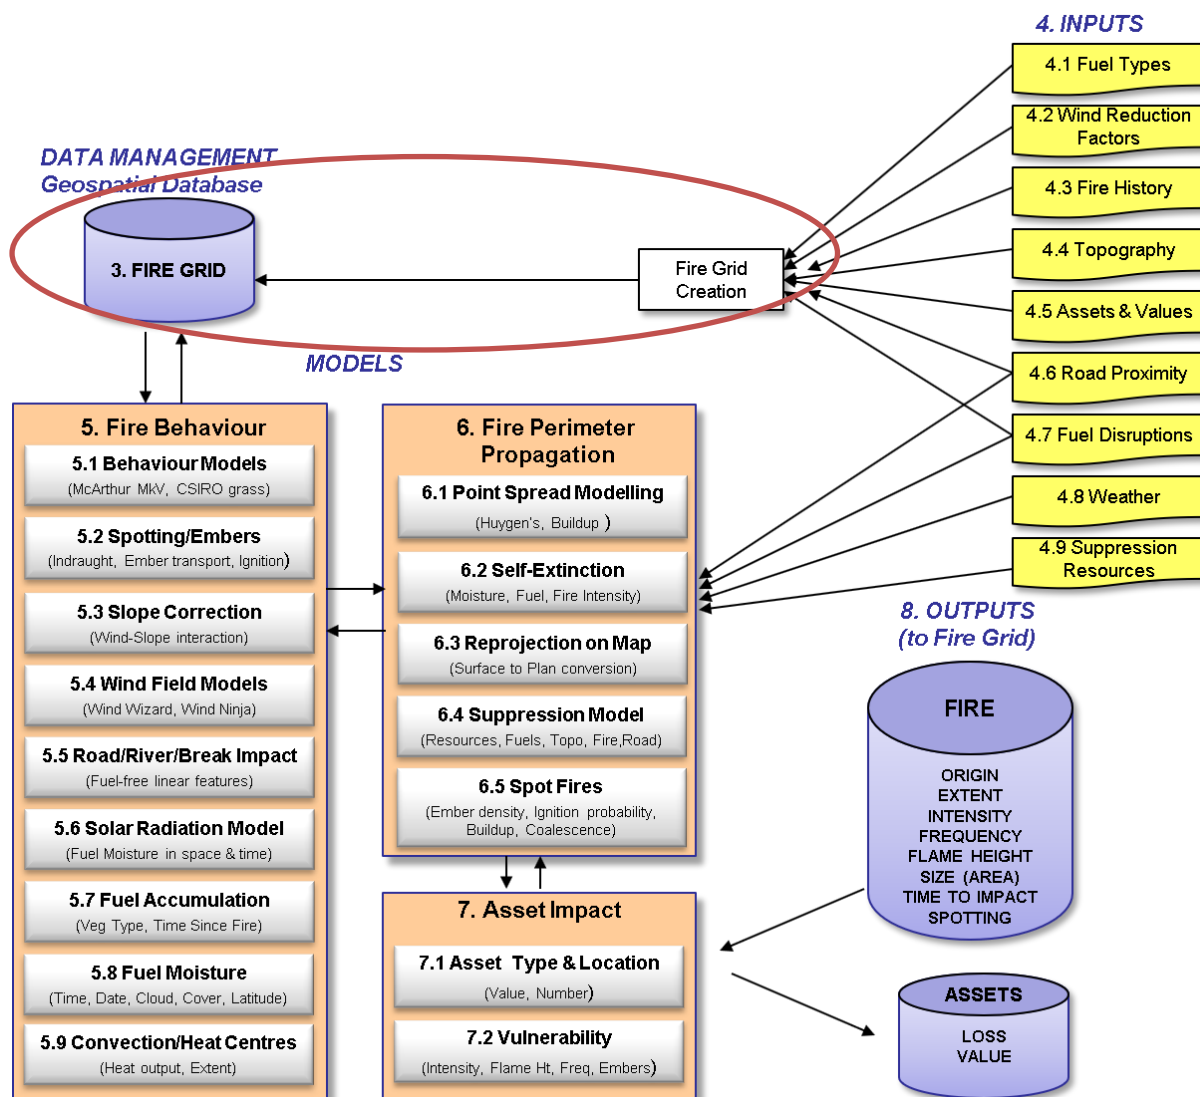 4. INPUTS
4.1 Fuel Types
4.2 Wind Reduction
Factors
4.3 Fire History
4.4 Topography
4.5 Assets & Values
4.6 Road Proximity
4.7 Fuel Disruptions
4.8 Weather
4.9 Suppression
Resources
DATA MANAGEMENT
Geospatial Database
3. FIRE GRID
Fire Grid
Creation
MODELS
5. Fire Behaviour
5.1 Behaviour Models
(McArthur MkV, CSIRO grass)
5.2 Spotting/Embers
(Indraught, Ember transport, Ignition)
5.3 Slope Correction
(Wind-Slope interaction)
5.4 Wind Field Models
(Wind Wizard, Wind Ninja)
5.5 Road/River/Break Impact
(Fuel-free linear features)
5.6 Solar Radiation Model
(Fuel Moisture in space & time)
5.7 Fuel Accumulation
(Veg Type, Time Since Fire)
5.8 Fuel Moisture
(Time, Date, Cloud, Cover, Latitude)
5.9 Convection/Heat Centres
(Heat output, Extent)
6. Fire Perimeter
Propagation
6.1 Point Spread Modelling
(Huygen's, Buildup )
6.2 Self-Extinction
(Moisture, Fuel, Fire Intensity)
6.3 Reprojection on Map
(Surface to Plan conversion)
6.4 Suppression Model
(Resources, Fuels, Topo, Fire,Road)
6.5 Spot Fires
(Ember density, Ignition probability,
Buildup, Coalescence)
7. Asset Impact
7.1 Asset Type & Location
(Value, Number)
7.2 Vulnerability
(Intensity, Flame Ht, Freq, Embers)
8. OUTPUTS
(to Fire Grid)
FIRE
ORIGIN
EXTENT
INTENSITY
FREQUENCY
FLAME HEIGHT
SIZE (AREA)
TIME TO IMPACT
SPOTTING
ASSETS
LOSS
VALUE